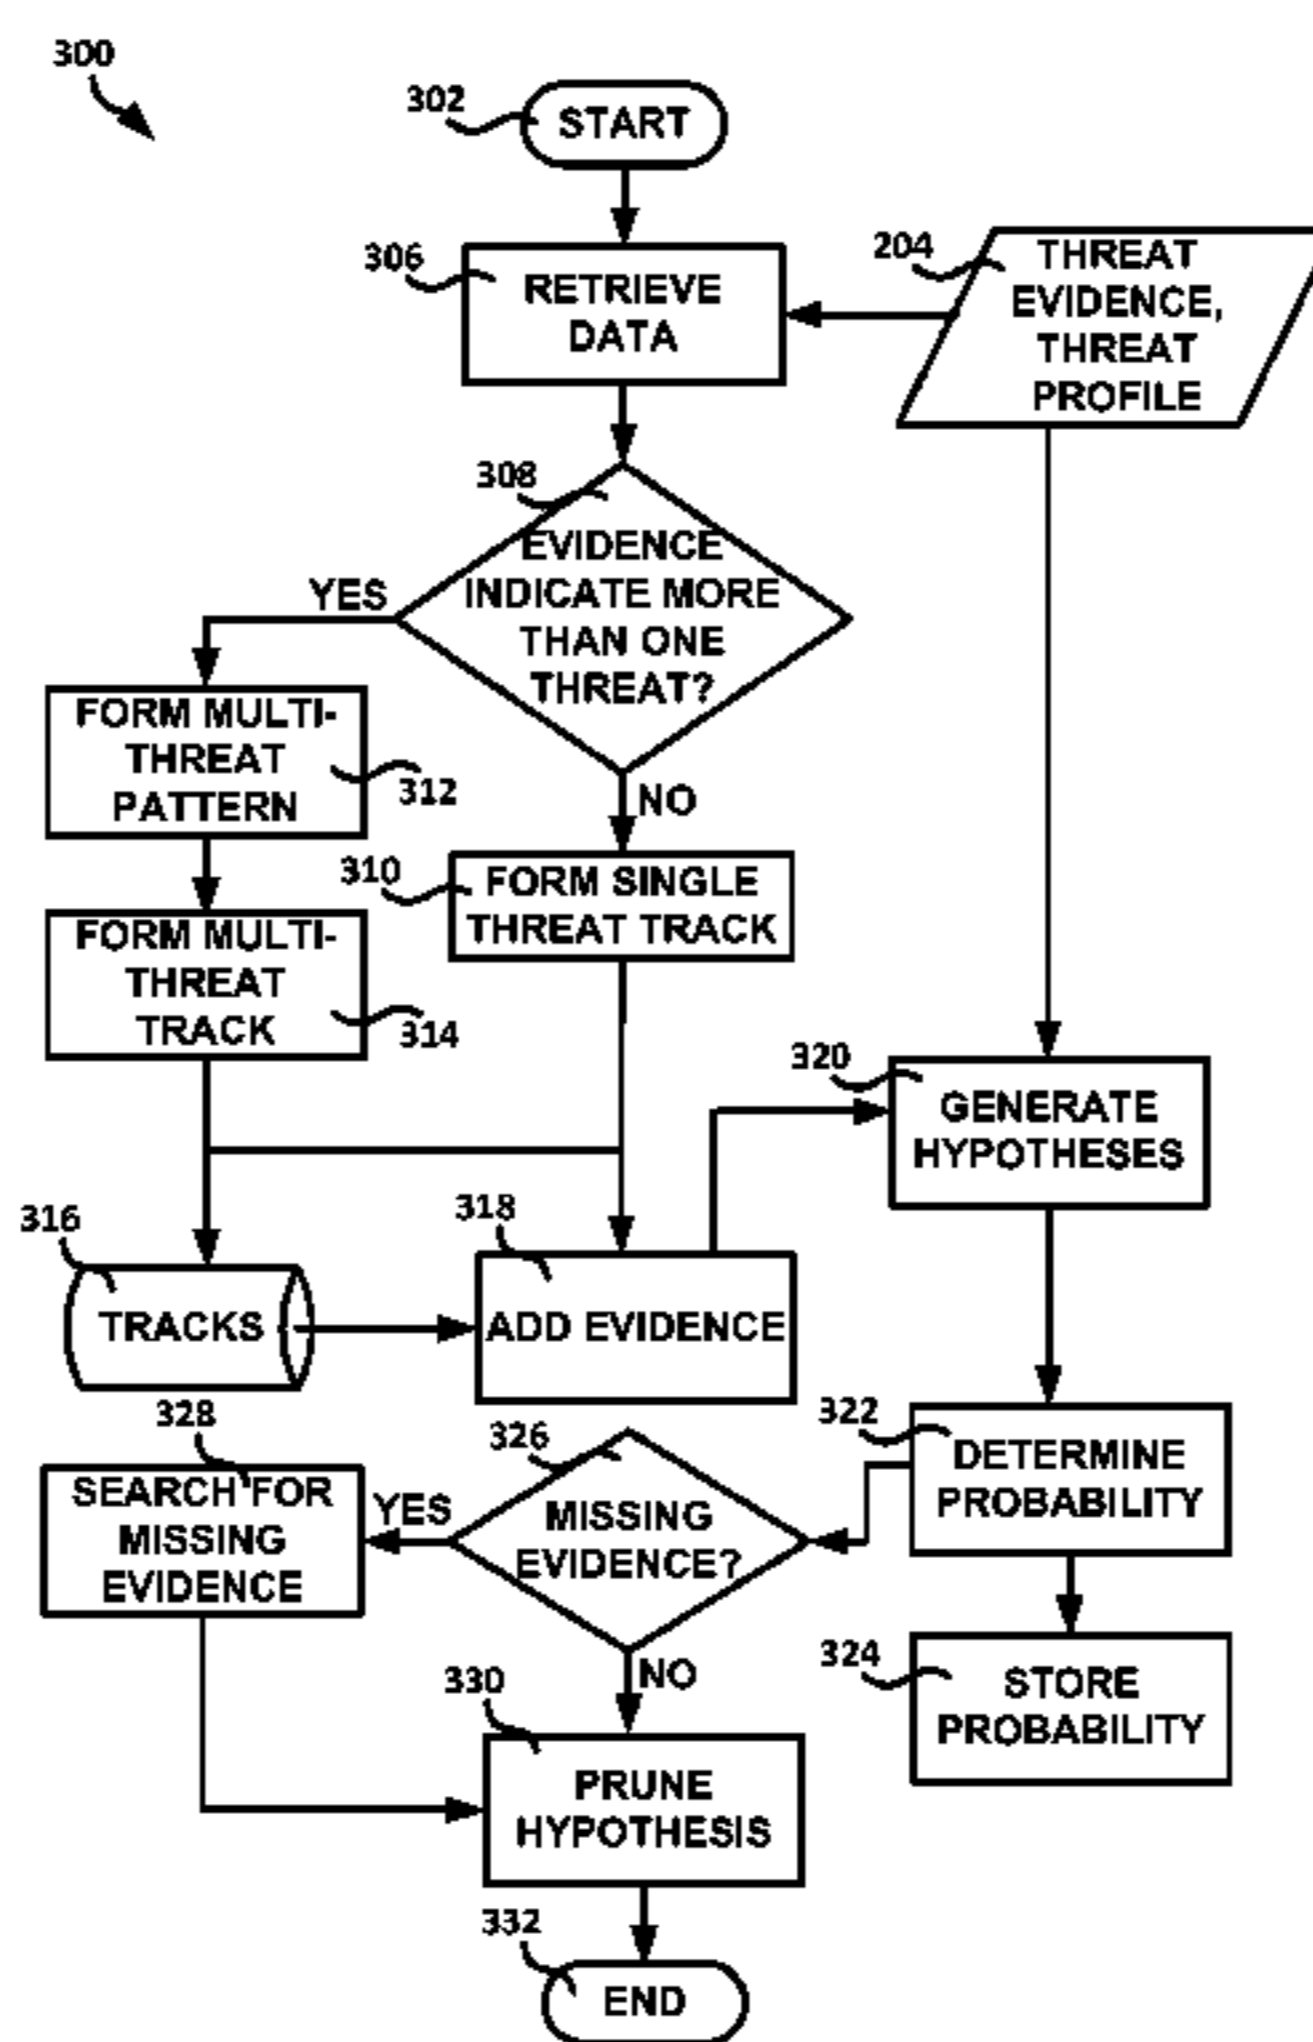 300
302
START
306
RETRIEVE
DATA
204
THREAT
EVIDENCE,
THREAT
PROFILE
308
EVIDENCE
INDICATE MORE
THAN ONE
THREAT?
YES
NO
FORM MULTI-
THREAT
PATTERN
312
310
FORM SINGLE
THREAT TRACK
FORM MULTI-
THREAT
TRACK
314
320
GENERATE
HYPOTHESES
316
TRACKS
318
ADD EVIDENCE
322
DETERMINE
PROBABILITY
328
SEARCH FOR
MISSING
EVIDENCE
YES
326
MISSING
EVIDENCE?
NO
324
STORE
PROBABILITY
330
PRUNE
HYPOTHESIS
332
END